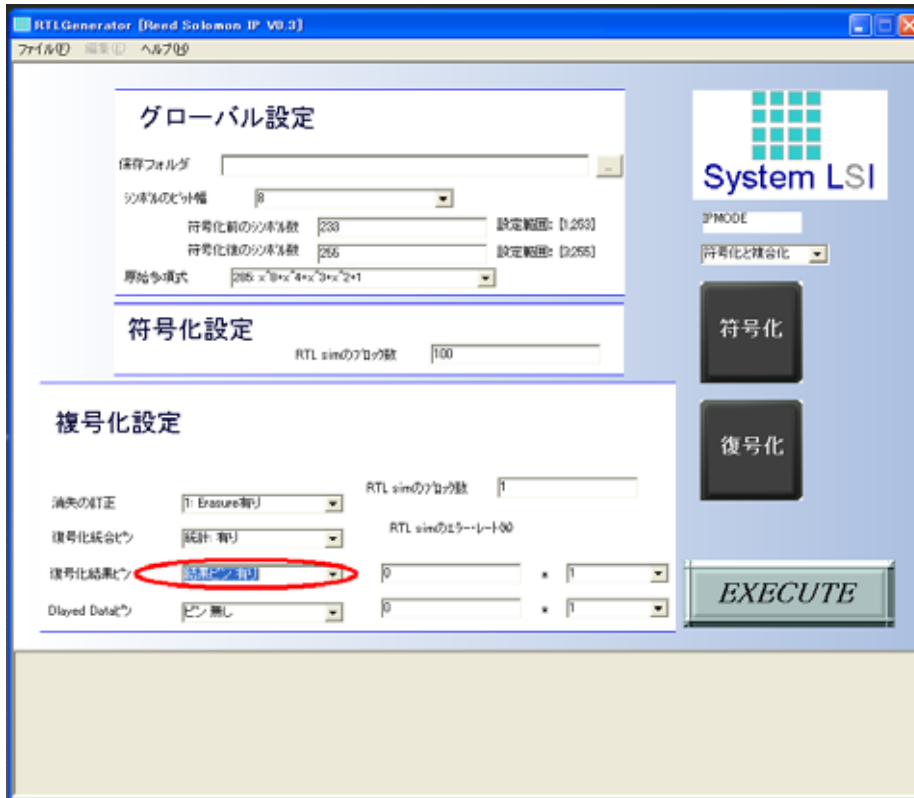 RTLGenerator [Reed Solomon IP V0.3]
ファイル(F) 編集(E) ヘルプ(H)
グローバル設定
保存フォルダ
...
シンボルのビット幅 8
符号化前のシンボル数 233 設定範囲: [1,253]
符号化後のシンボル数 255 設定範囲: [3,255]
原始多項式 285: x^8+x^4+x^3+x^2+1
符号化設定
RTL simのブロック数 100
複号化設定
RTL simのブロック数 1
消失の訂正 1: Erasure有り
RTL simのエラー・レート(%)
復号化統合ピン 統計: 有り
復号化結果ピン 結果ピン:有り 0 * 1
Dlayed Dataピン ピン 無し 0 * 1
System LSI
IPMODE
符号化と複合化
符号化
復号化
EXECUTE